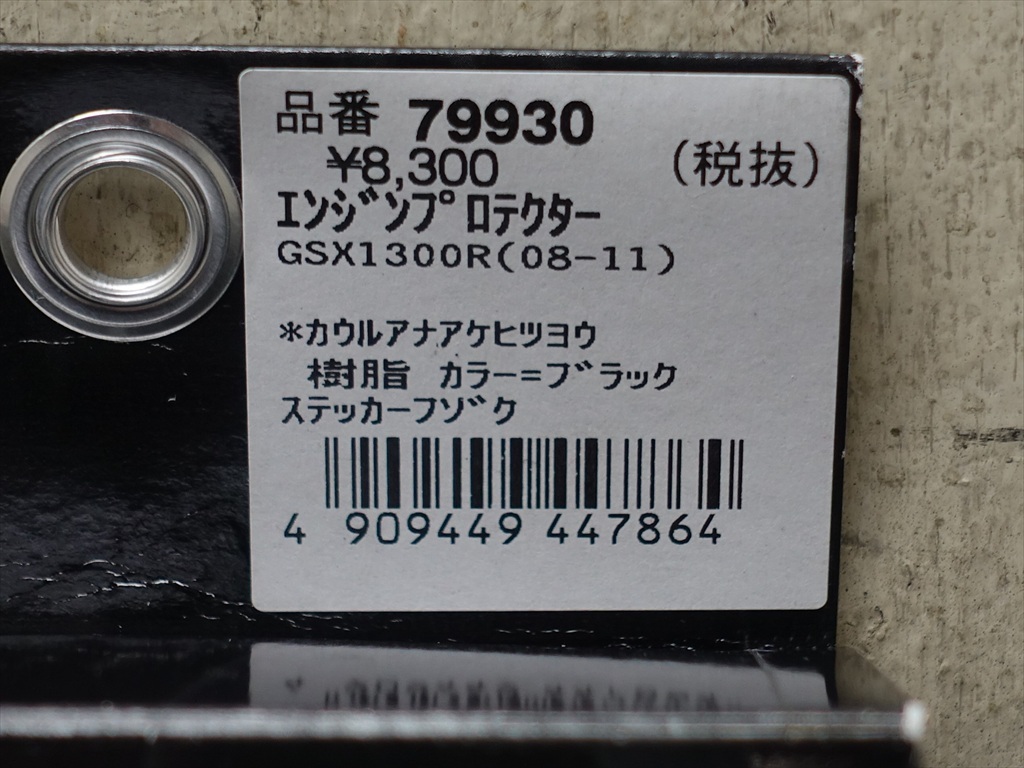 品番 79930
¥8,300 (税抜)
エンジンプロテクター
GSX1300R(08-11)
*カウルアナアケヒツヨウ
樹脂 カラー=ブラック
ステッカーフゾク
4 909449 447864